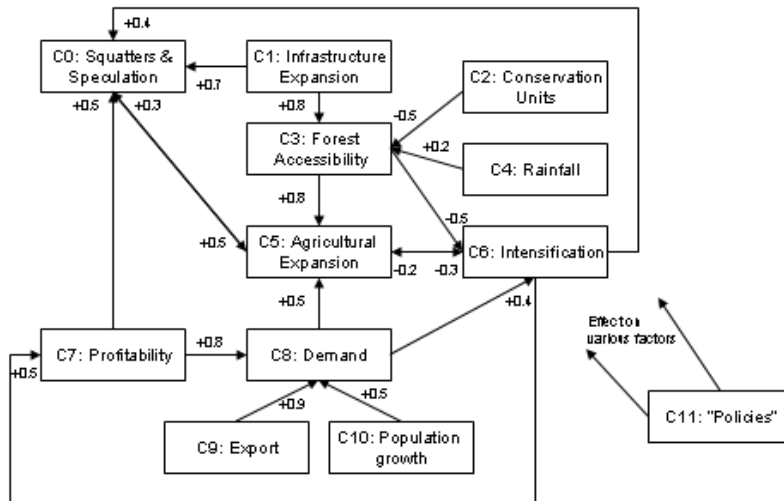 +0.4
C0: Squatters &
Speculation
C1: Infrastructure
Expansion
+0.7
C2: Conservation
Units
+0.5
+0.3
+0.8
-0.5
C3: Forest
Accessibility
+0.2
C4: Rainfall
+0.8
-0.5
+0.5
C5: Agricultural
Expansion
C6: Intensification
-0.2
-0.3
+0.5
+0.4
Effect on
various factors
C7: Profitability
+0.8
C8: Demand
+0.5
+0.9
+0.5
C9: Export
C10: Population
growth
C11: "Policies"